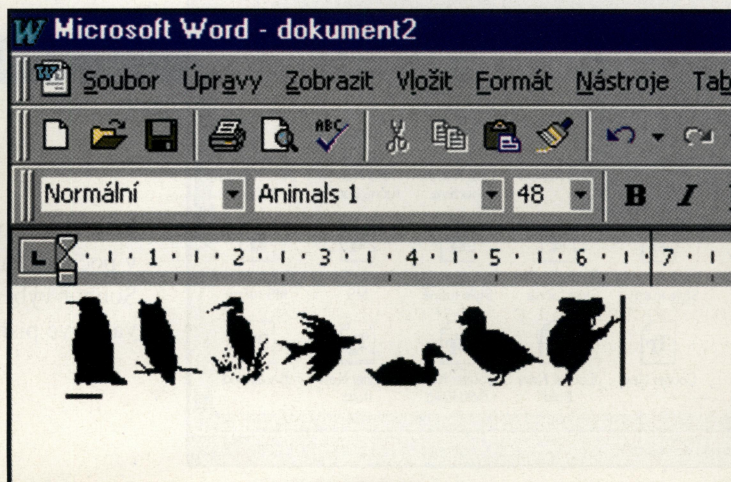 Microsoft Word - dokument2
Soubor Úpravy Zobrazit Vložit Formát Nástroje Tab
ABC
Normální Animals 1 48 B I
1 2 3 4 5 6 7